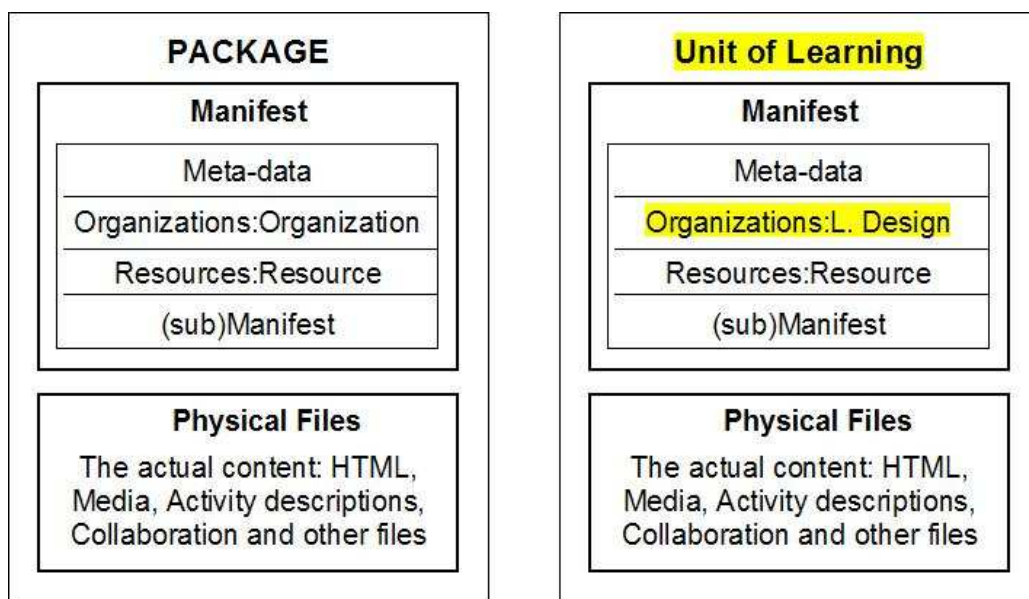 PACKAGE
Manifest
Meta-data
Organizations:Organization
Resources:Resource
(sub)Manifest
Physical Files
The actual content: HTML,
Media, Activity descriptions,
Collaboration and other files
Unit of Learning
Manifest
Meta-data
Organizations:L. Design
Resources:Resource
(sub)Manifest
Physical Files
The actual content: HTML,
Media, Activity descriptions,
Collaboration and other files